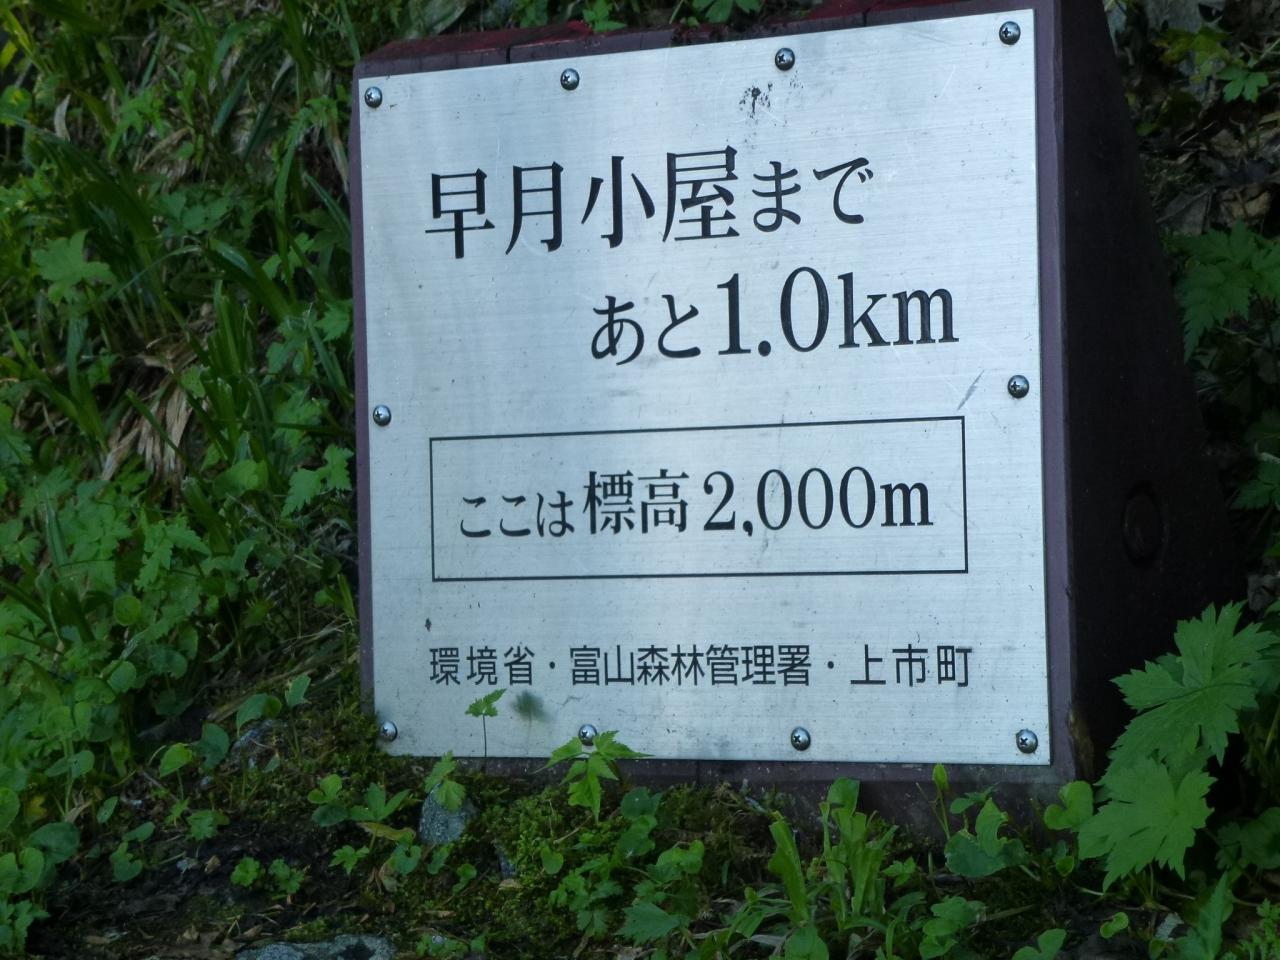 早月小屋まで
あと1.0km
ここは標高2,000m
環境省・富山森林管理署・上市町